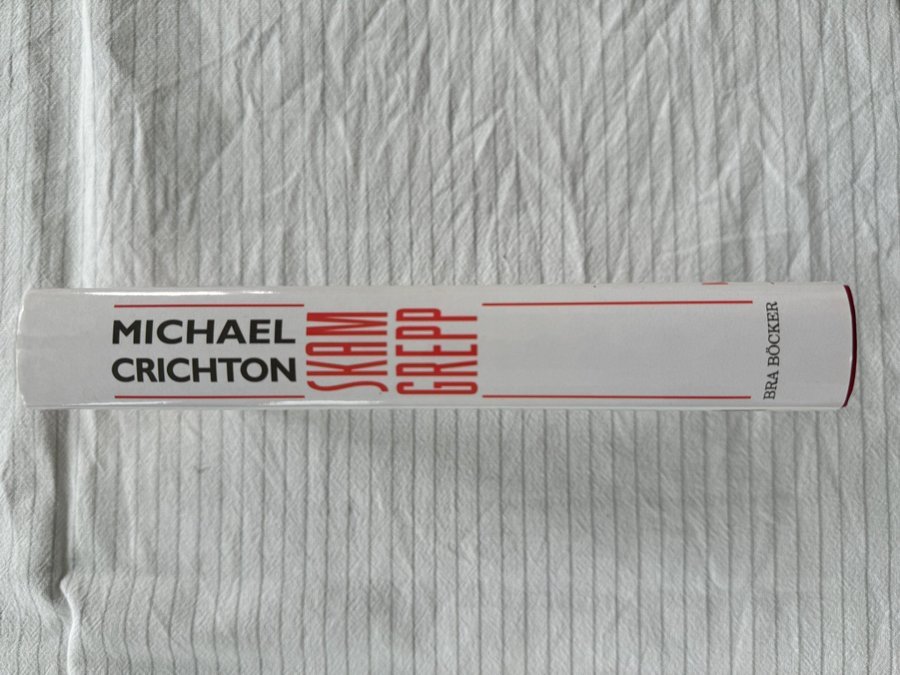 MICHAEL
CRICHTON
SKAM
GREPP
BRA BÖCKER